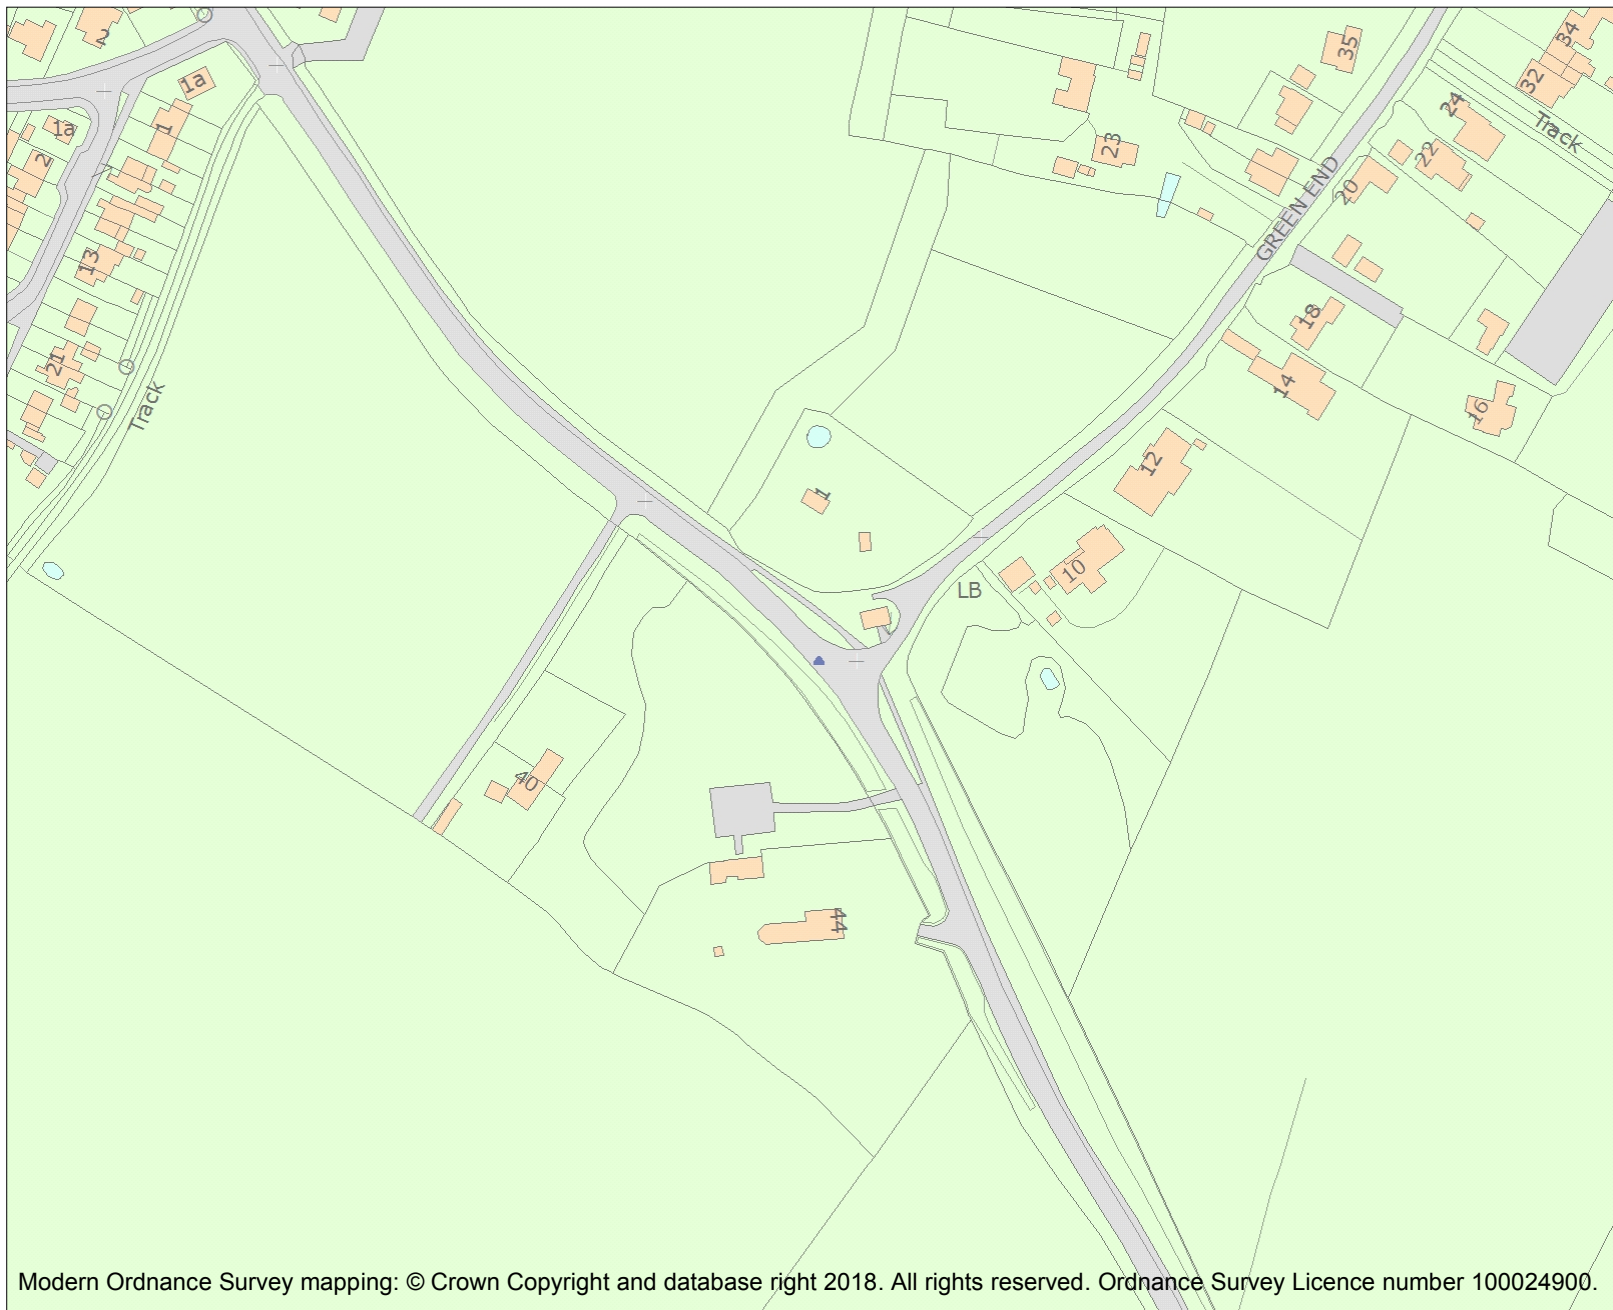 2
1a
1
1a
2
13
21
Track
35
34
32
24
Track
22
23
20
GREEN END
18
14
16
12
1
10
LB
40
44
Modern Ordnance Survey mapping: © Crown Copyright and database right 2018. All rights reserved. Ordnance Survey Licence number 100024900.